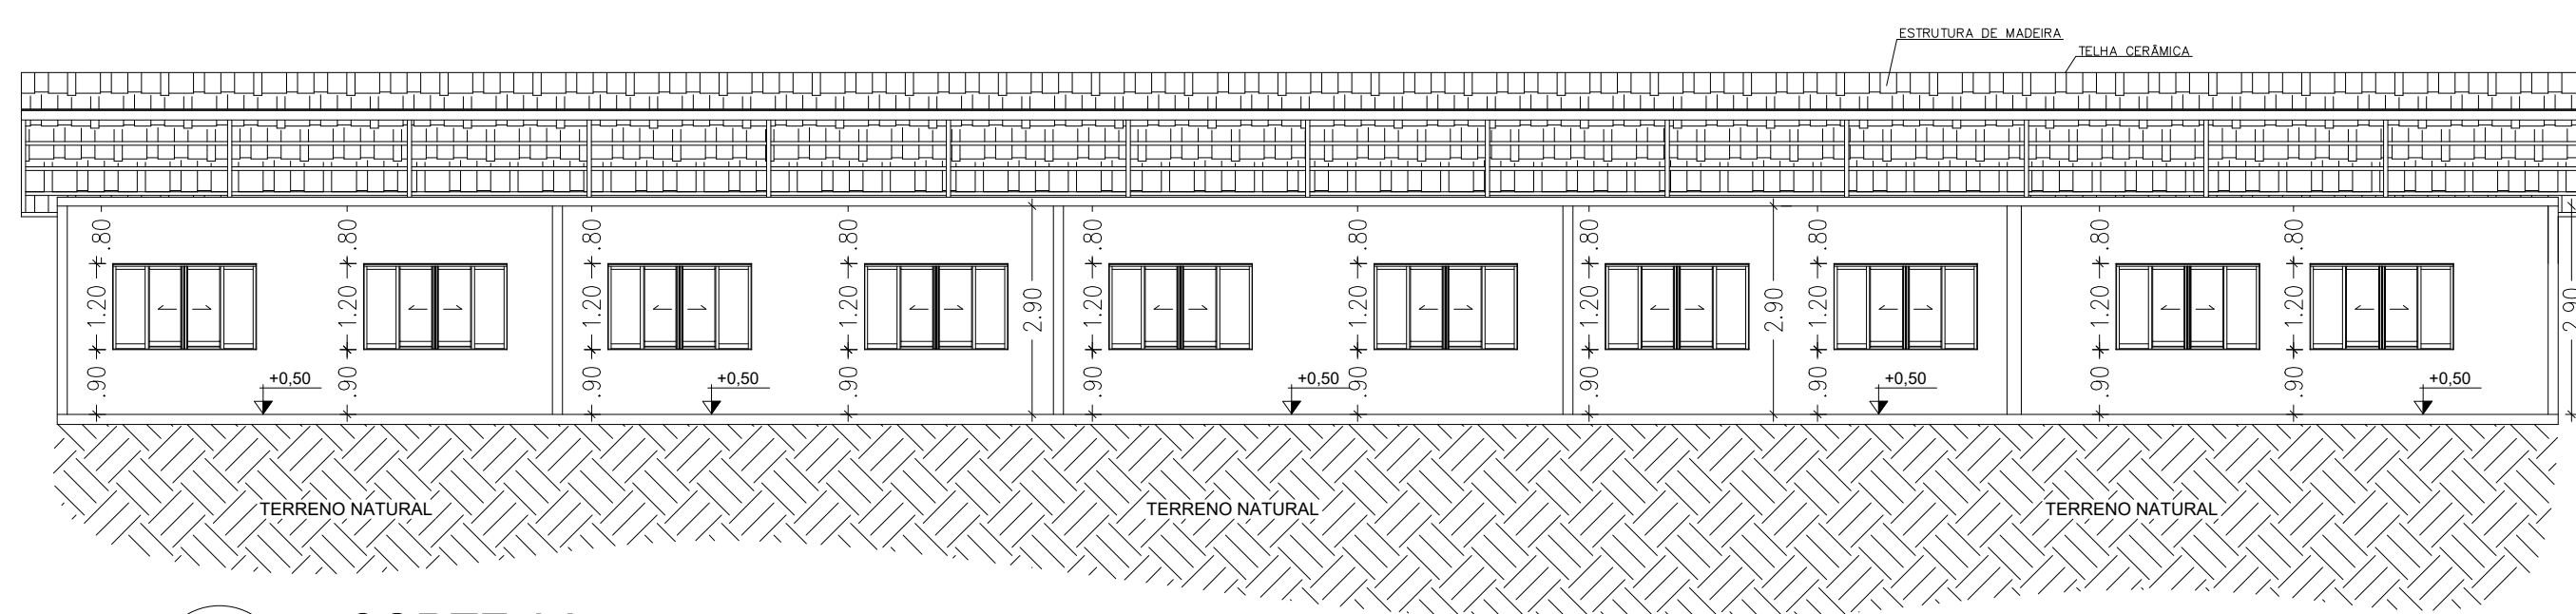 ESTRUTURA DE MADEIRA
TELHA CERÂMICA
.80 .80 .80 .80 .80 .80 .80 .80 .80 .80
1.20 1.20 1.20 1.20 2.90 1.20 1.20 1.20 2.90 1.20 1.20 1.20 2.90
.90 .90 .90 .90 .90 .90 .90 .90 .90 .90
+0,50 +0,50 +0,50 +0,50 +0,50
TERRENO NATURAL TERRENO NATURAL TERRENO NATURAL